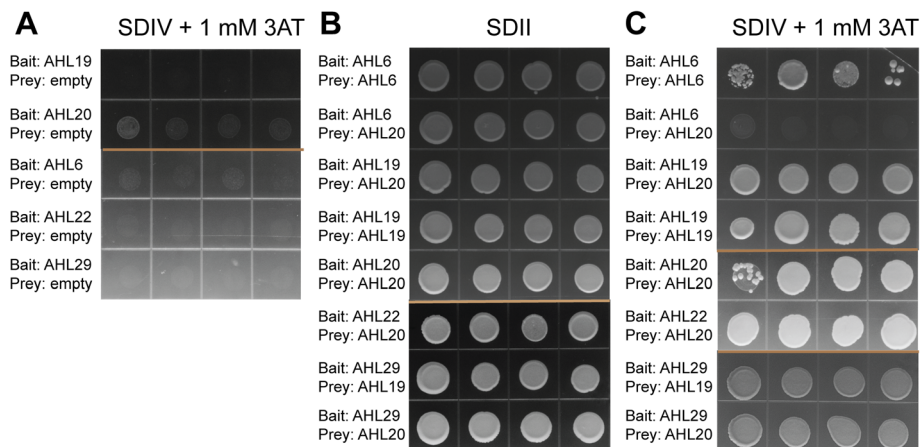 A
SDIV + 1 mM 3AT
Bait: AHL19
Prey: empty
Bait: AHL20
Prey: empty
Bait: AHL6
Prey: empty
Bait: AHL22
Prey: empty
Bait: AHL29
Prey: empty
B
SDII
Bait: AHL6
Prey: AHL6
Bait: AHL6
Prey: AHL20
Bait: AHL19
Prey: AHL20
Bait: AHL19
Prey: AHL19
Bait: AHL20
Prey: AHL20
Bait: AHL22
Prey: AHL20
Bait: AHL29
Prey: AHL19
Bait: AHL29
Prey: AHL20
C
SDIV + 1 mM 3AT
Bait: AHL6
Prey: AHL6
Bait: AHL6
Prey: AHL20
Bait: AHL19
Prey: AHL20
Bait: AHL19
Prey: AHL19
Bait: AHL20
Prey: AHL20
Bait: AHL22
Prey: AHL20
Bait: AHL29
Prey: AHL19
Bait: AHL29
Prey: AHL20